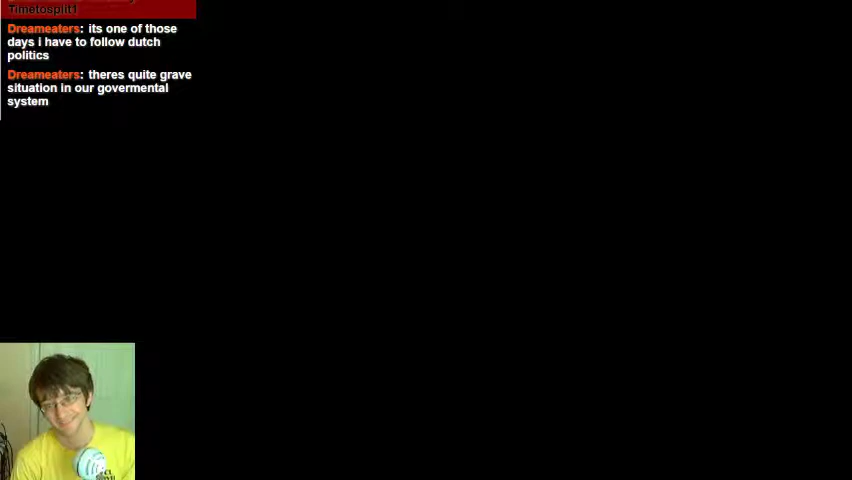 Timetosplit1
Dreameaters: its one of those
days i have to follow dutch
politics
Dreameaters: theres quite grave
situation in our govermental
system